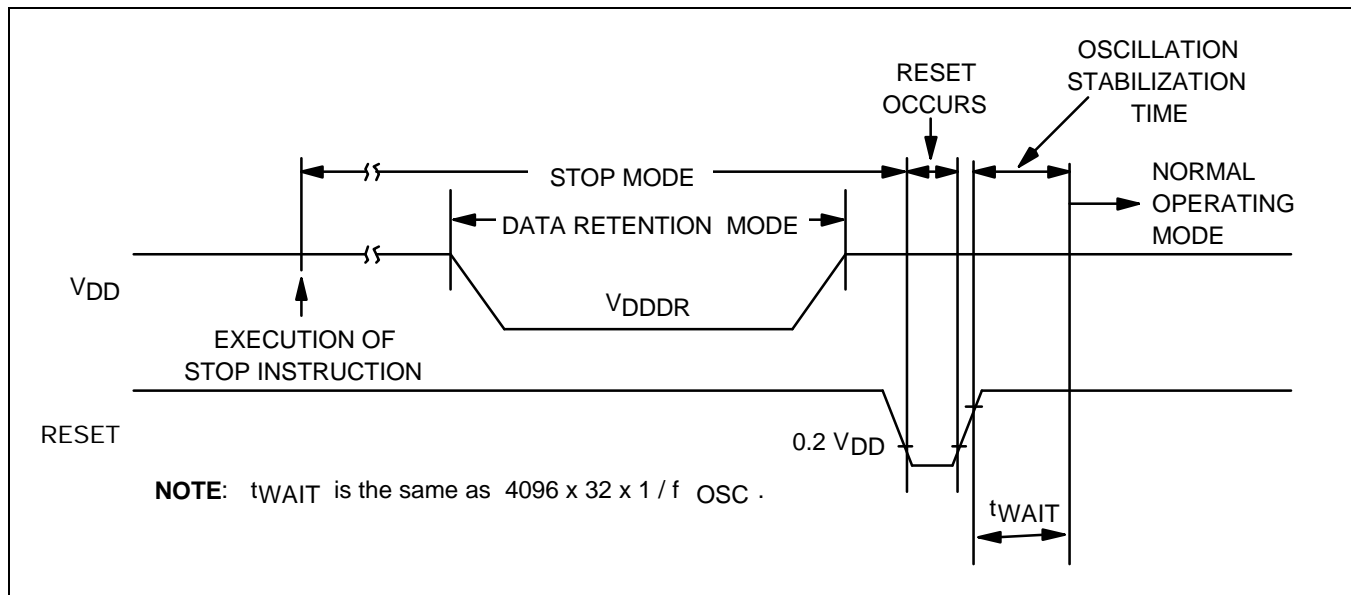 OSCILLATION
STABILIZATION
TIME
RESET
OCCURS
STOP MODE
NORMAL
OPERATING
MODE
DATA RETENTION MODE
VDD
VDDDR
EXECUTION OF
STOP INSTRUCTION
RESET
0.2 VDD
NOTE: tWAIT is the same as 4096 x 32 x 1 / f OSC .
tWAIT